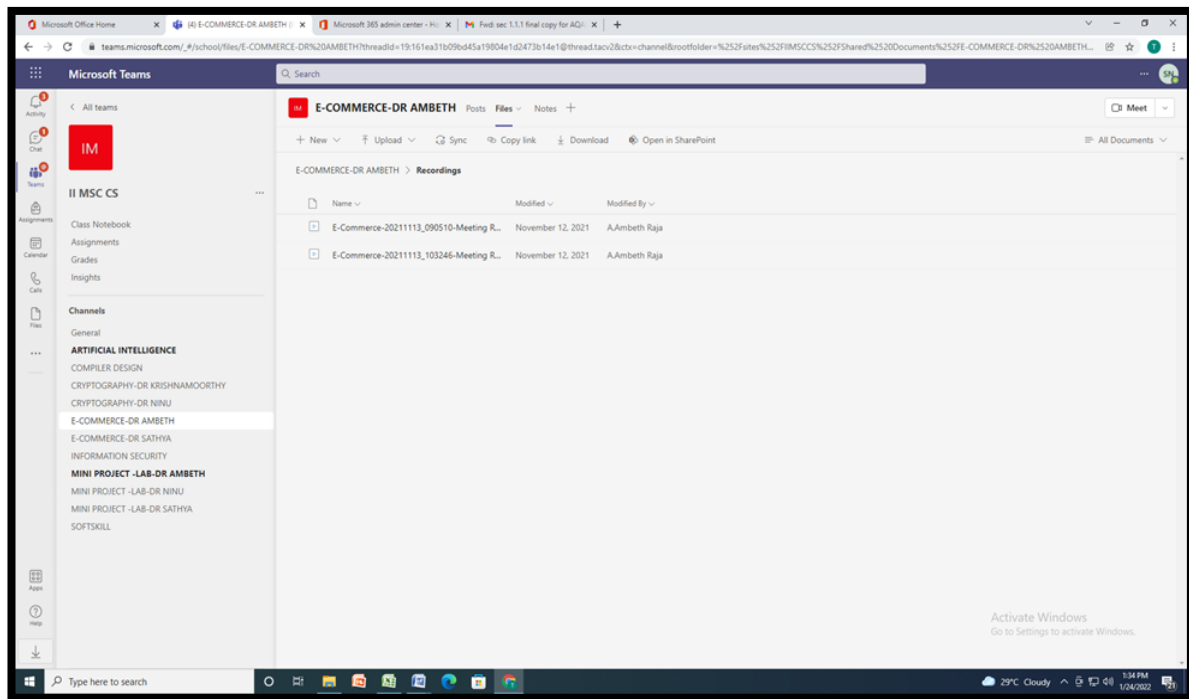 Microsoft Office Home
(4) E-COMMERCE-DR AMBETH (
Microsoft 365 admin center - Ho
Fwd: sec 1.1.1 final copy for AQA
teams.microsoft.com/_#/school/files/E-COMMERCE-DR%20AMBETH?threadId=19:161ea31b09bd45a19804e1d2473b14e1@thread.tacv2&ctx=channel&rootfolder=%252Fsites%252FIIMSCCS%252FShared%2520Documents%252FE-COMMERCE-DR%2520AMBETH...
T
Microsoft Teams
Search
SN
Activity
Chat
Teams
Assignments
Calendar
Calls
Files
Apps
Help
All teams
IM
II MSC CS
Class Notebook
Assignments
Grades
Insights
Channels
General
ARTIFICIAL INTELLIGENCE
COMPILER DESIGN
CRYPTOGRAPHY-DR KRISHNAMOORTHY
CRYPTOGRAPHY-DR NINU
E-COMMERCE-DR AMBETH
E-COMMERCE-DR SATHYA
INFORMATION SECURITY
MINI PROJECT -LAB-DR AMBETH
MINI PROJECT -LAB-DR NINU
MINI PROJECT -LAB-DR SATHYA
SOFTSKILL
IM E-COMMERCE-DR AMBETH Posts Files Notes + Meet
+ New Upload Sync Copy link Download Open in SharePoint All Documents
E-COMMERCE-DR AMBETH > Recordings
Name Modified Modified By
E-Commerce-20211113_090510-Meeting R... November 12, 2021 A.Ambeth Raja
E-Commerce-20211113_103246-Meeting R... November 12, 2021 A.Ambeth Raja
Activate Windows
Go to Settings to activate Windows.
Type here to search
29°C Cloudy
1:34 PM
1/24/2022
21